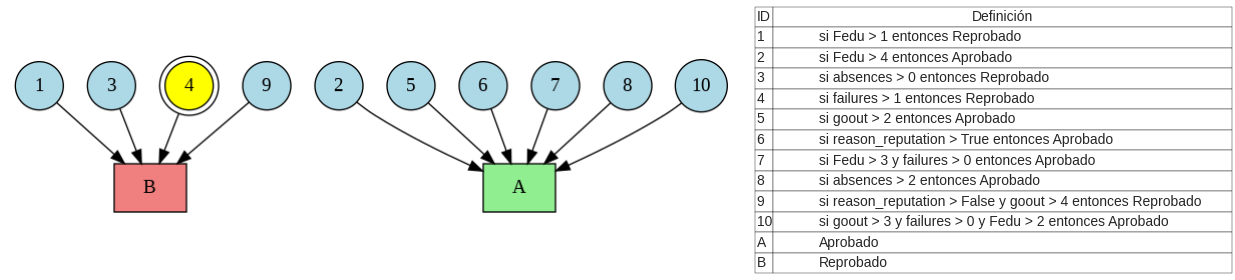 1 3 4 9 2 5 6 7 8 10
B A
ID Definición
1 si Fedu > 1 entonces Reprobado
2 si Fedu > 4 entonces Aprobado
3 si absences > 0 entonces Reprobado
4 si failures > 1 entonces Reprobado
5 si goout > 2 entonces Aprobado
6 si reason_reputation > True entonces Aprobado
7 si Fedu > 3 y failures > 0 entonces Aprobado
8 si absences > 2 entonces Aprobado
9 si reason_reputation > False y goout > 4 entonces Reprobado
10 si goout > 3 y failures > 0 y Fedu > 2 entonces Aprobado
A Aprobado
B Reprobado